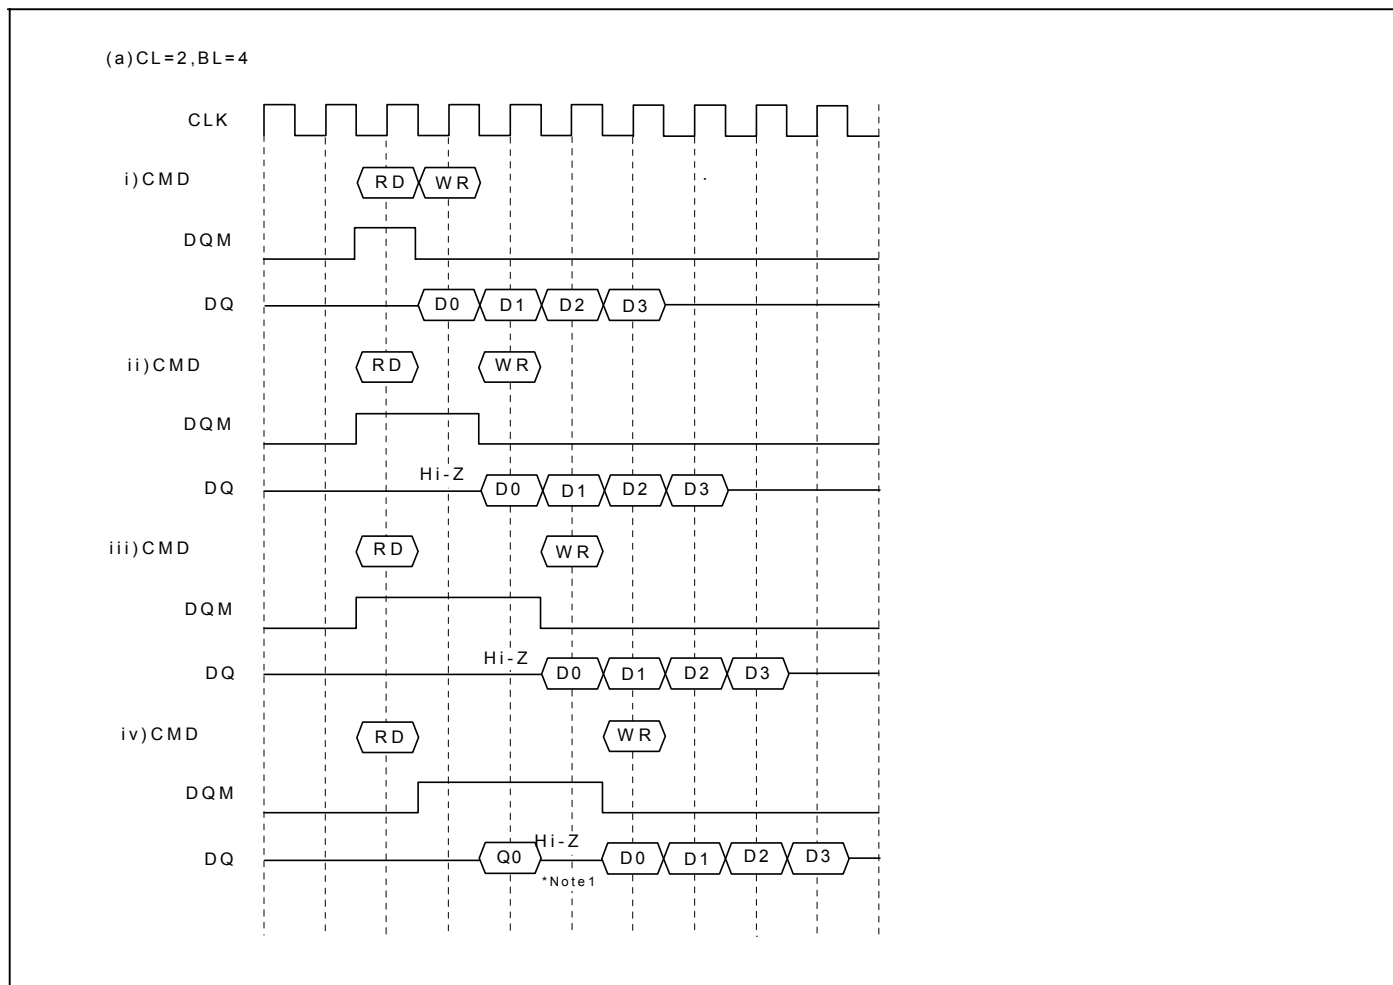 (a)CL=2,BL=4
CLK
i)CMD RD WR
DQM
DQ D0 D1 D2 D3
ii)CMD RD WR
DQM
Hi-Z
DQ D0 D1 D2 D3
iii)CMD RD WR
DQM
Hi-Z
DQ D0 D1 D2 D3
iv)CMD RD WR
DQM
Hi-Z
DQ Q0 D0 D1 D2 D3
*Note1